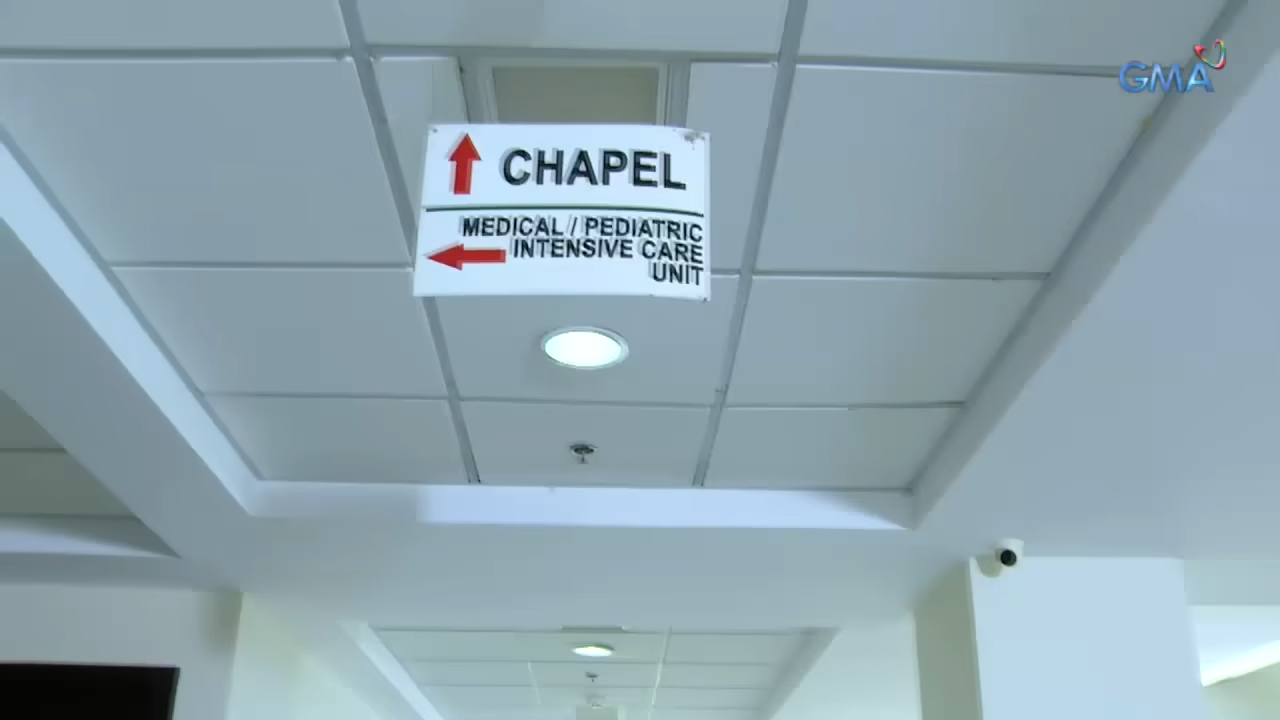 GMA
CHAPEL
MEDICAL / PEDIATRIC
INTENSIVE CARE
UNIT